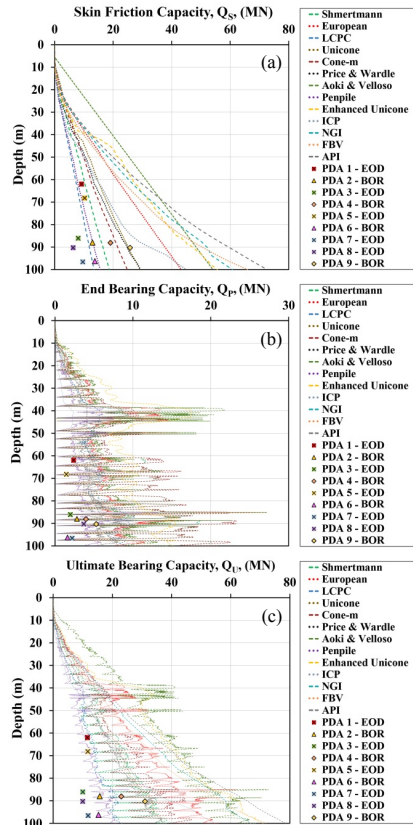 Skin Friction Capacity, QS, (MN)
0 20 40 60 80
(a)
Depth (m)
0
10
20
30
40
50
60
70
80
90
100
Shmertmann
European
LCPC
Unicone
Cone-m
Price & Wardle
Aoki & Velloso
Penpile
Enhanced Unicone
ICP
NGI
FBV
API
PDA 1 - EOD
PDA 2 - BOR
PDA 3 - EOD
PDA 4 - BOR
PDA 5 - EOD
PDA 6 - BOR
PDA 7 - EOD
PDA 8 - EOD
PDA 9 - BOR
End Bearing Capacity, QP, (MN)
0 10 20 30
(b)
Depth (m)
0
10
20
30
40
50
60
70
80
90
100
Shmertmann
European
LCPC
Unicone
Cone-m
Price & Wardle
Aoki & Velloso
Penpile
Enhanced Unicone
ICP
NGI
FBV
API
PDA 1 - EOD
PDA 2 - BOR
PDA 3 - EOD
PDA 4 - BOR
PDA 5 - EOD
PDA 6 - BOR
PDA 7 - EOD
PDA 8 - EOD
PDA 9 - BOR
Ultimate Bearing Capacity, QU, (MN)
0 20 40 60 80
(c)
Depth (m)
0
10
20
30
40
50
60
70
80
90
100
Shmertmann
European
LCPC
Unicone
Cone-m
Price & Wardle
Aoki & Velloso
Penpile
Enhanced Unicone
ICP
NGI
FBV
API
PDA 1 - EOD
PDA 2 - BOR
PDA 3 - EOD
PDA 4 - BOR
PDA 5 - EOD
PDA 6 - BOR
PDA 7 - EOD
PDA 8 - EOD
PDA 9 - BOR